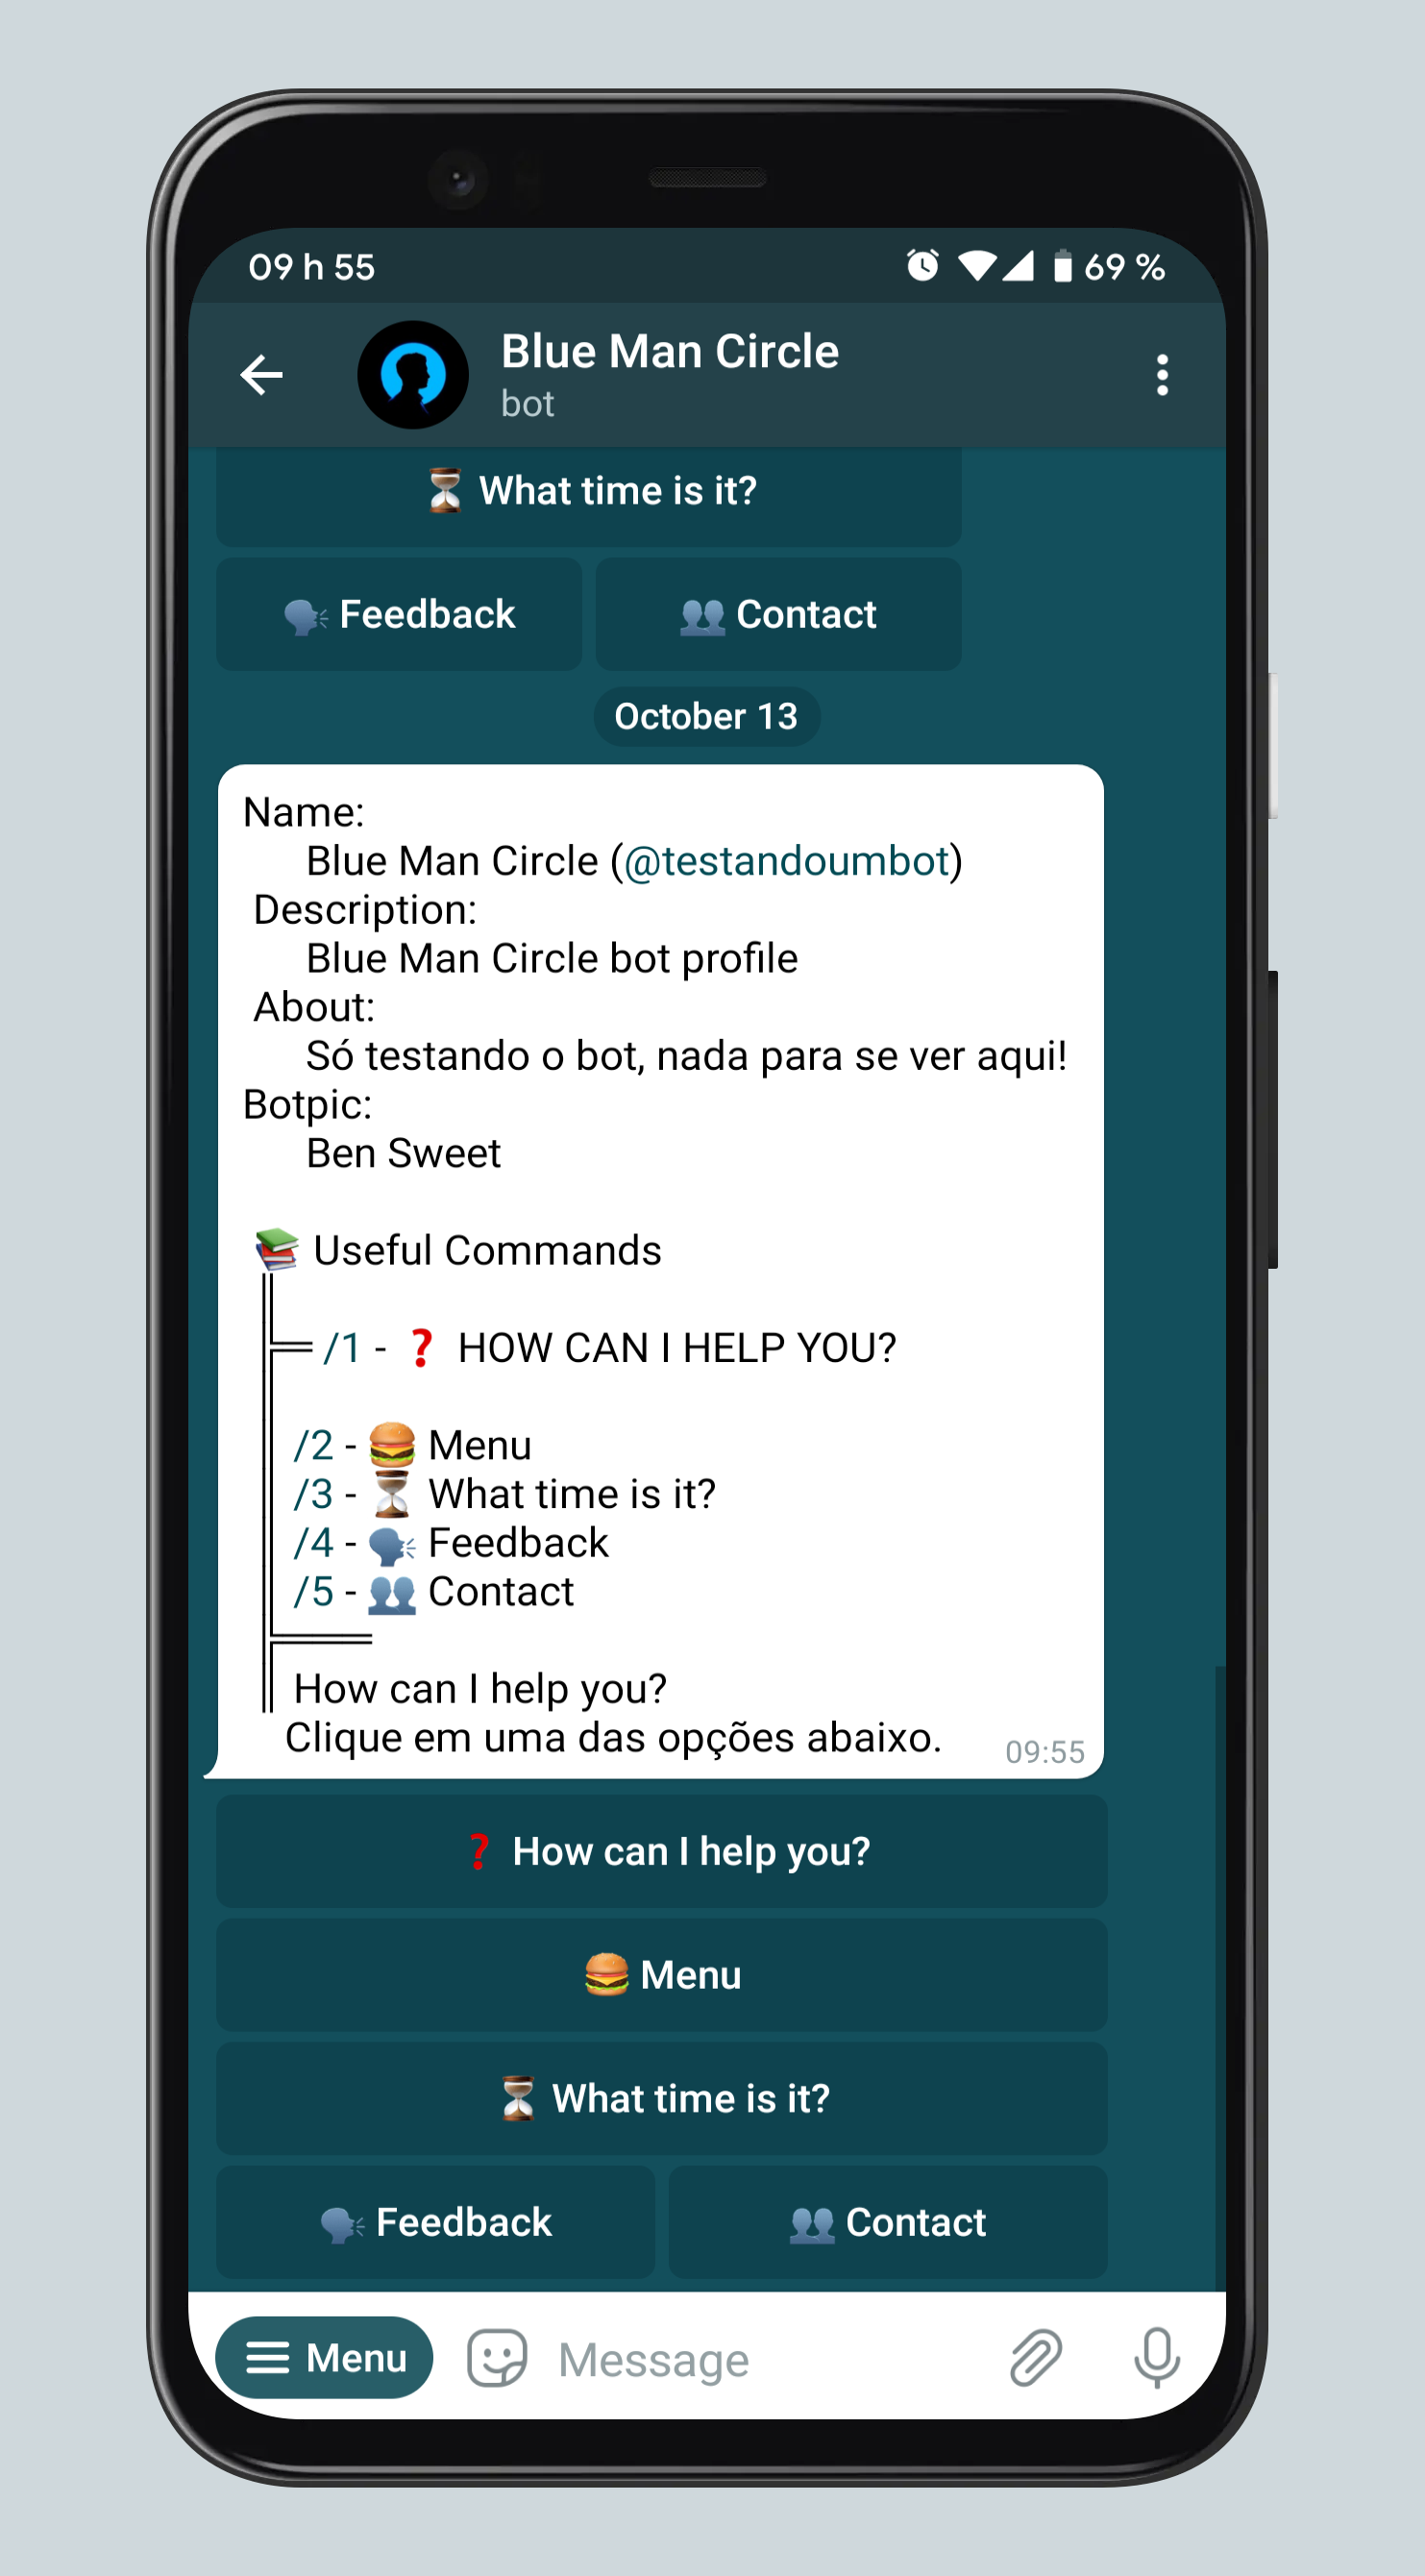 09 h 55 69 %
Blue Man Circle
bot
⏳ What time is it?
🗣 Feedback 👥 Contact
October 13
Name:
Blue Man Circle (@testandoumbot)
Description:
Blue Man Circle bot profile
About:
Só testando o bot, nada para se ver aqui!
Botpic:
Ben Sweet
📚 Useful Commands
/1 - ❓ HOW CAN I HELP YOU?
/2 - 🍔 Menu
/3 - ⏳ What time is it?
/4 - 🗣 Feedback
/5 - 👥 Contact
How can I help you?
Clique em uma das opções abaixo.
09:55
❓ How can I help you?
🍔 Menu
⏳ What time is it?
🗣 Feedback 👥 Contact
Menu Message